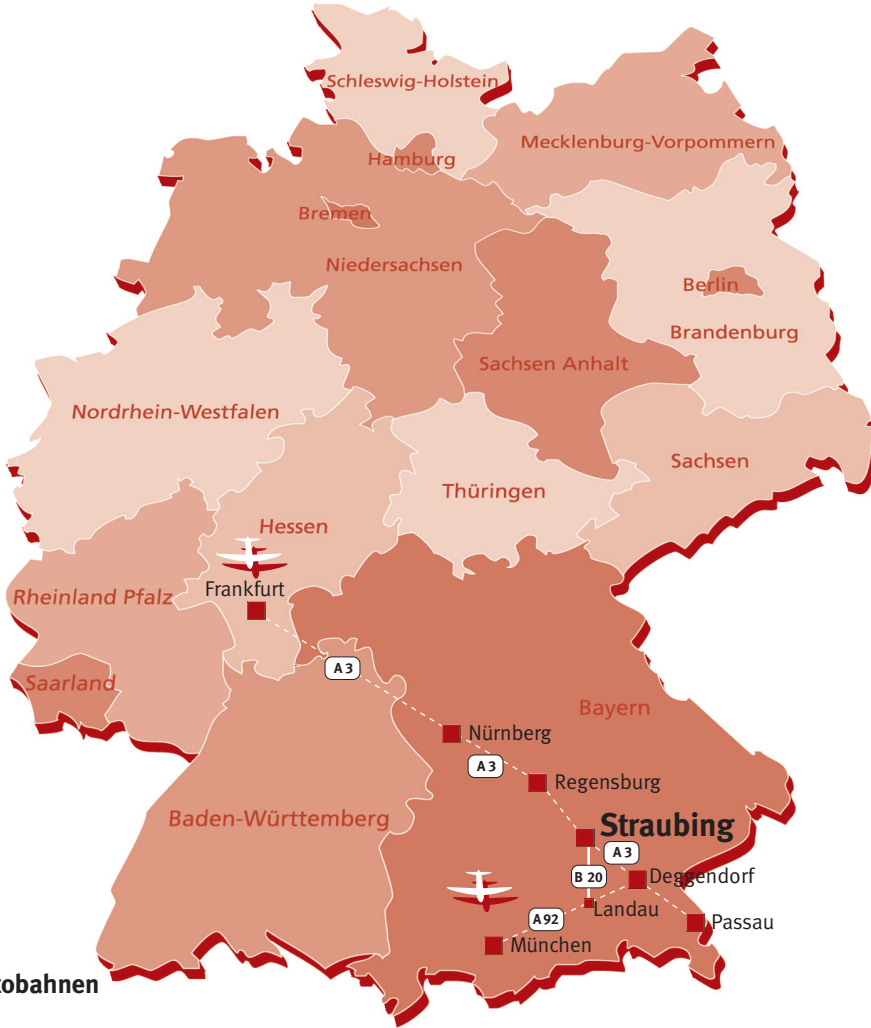 Schleswig-Holstein
Mecklenburg-Vorpommern
Hamburg
Bremen
Niedersachsen
Berlin
Brandenburg
Sachsen Anhalt
Nordrhein-Westfalen
Sachsen
Thüringen
Hessen
Frankfurt
Rheinland Pfalz
A 3
Saarland
Bayern
Nürnberg
A 3
Regensburg
Baden-Württemberg
Straubing
A 3
B 20
Deggendorf
Landau
A92
Passau
München
obahnen